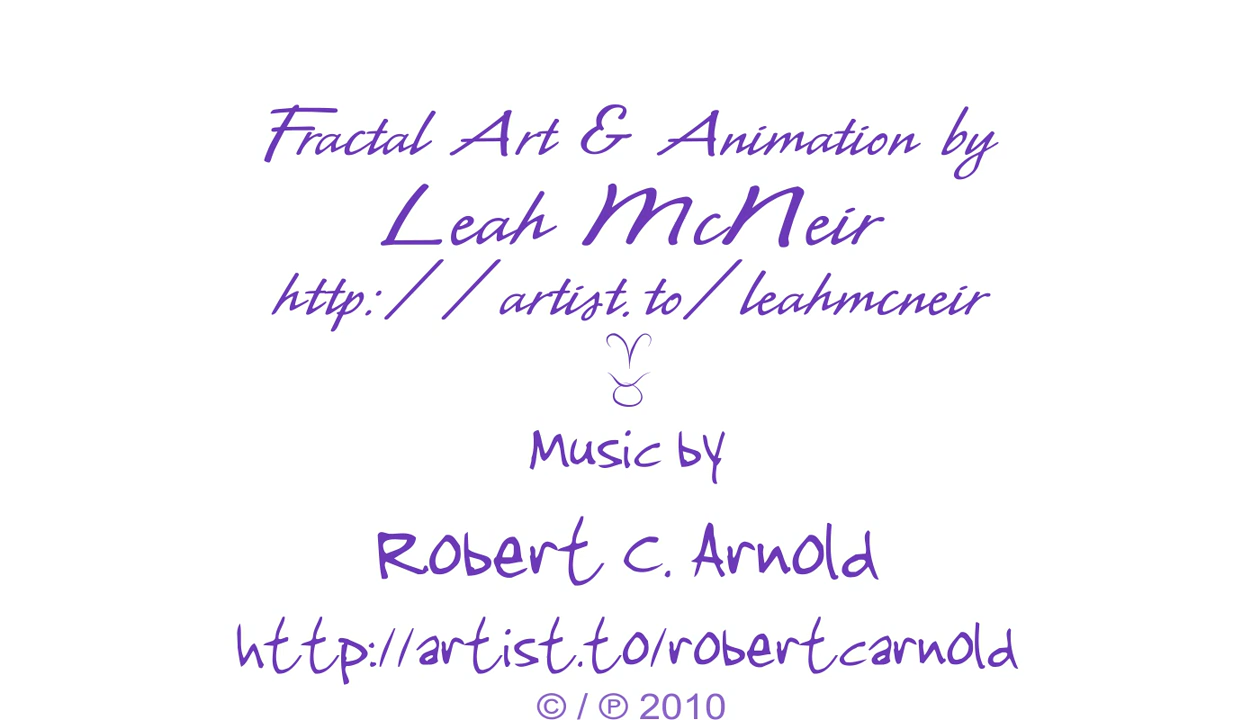 Fractal Art & Animation by
Leah McNeir
http://artist.to/leahmcneir
♈
♉
Music by
Robert C. Arnold
http://artist.to/robertcarnold
© / ℗ 2010